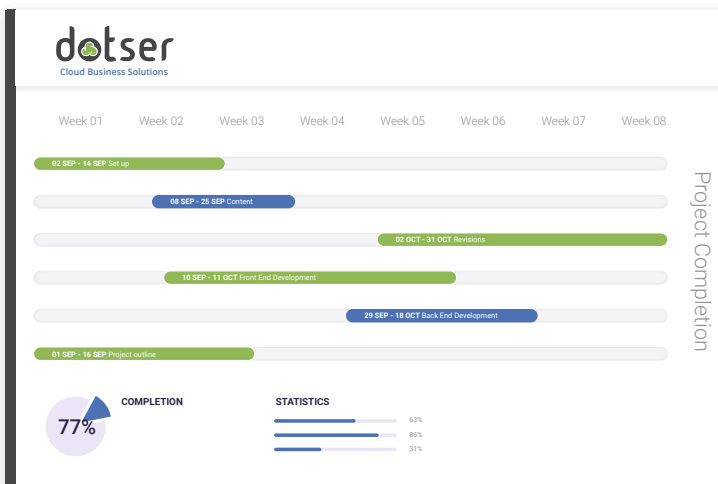 dotser
Cloud Business Solutions
Week 01 Week 02 Week 03 Week 04 Week 05 Week 06 Week 07 Week 08
02 SEP - 14 SEP Set up
08 SEP - 25 SEP Content
02 OCT - 31 OCT Revisions
10 SEP - 11 OCT Front End Development
29 SEP - 18 OCT Back End Development
01 SEP - 16 SEP Project outline
Project Completion
77%
COMPLETION
STATISTICS
63%
86%
31%